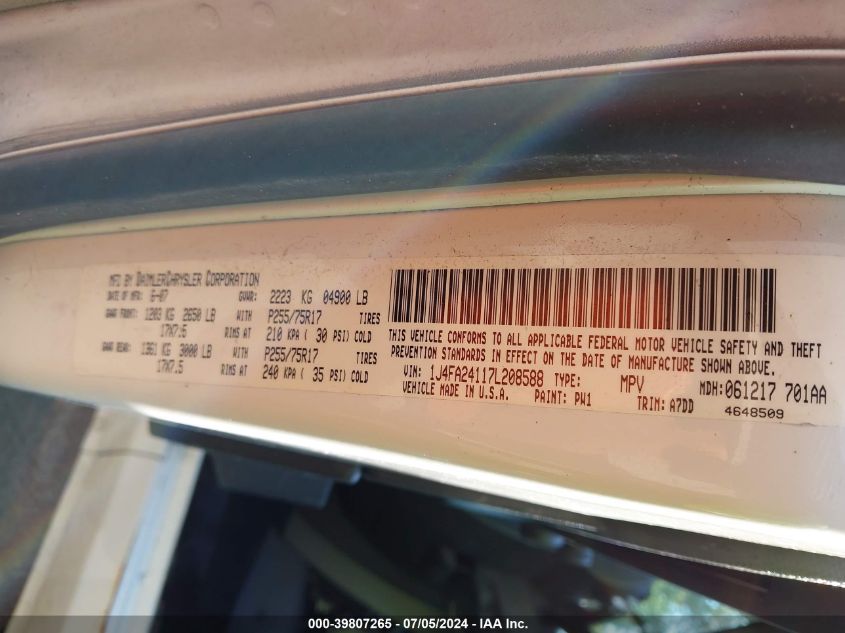 MFD BY DAIMLERCHRYSLER CORPORATION
DATE OF MFR: 6-07 GVWR: 2223 KG 04900 LB
GAWR FRONT: 1203 KG 2650 LB WITH P255/75R17 TIRES
17X7.5 RIMS AT 210 KPA ( 30 PSI) COLD
GAWR REAR: 1361 KG 3000 LB WITH P255/75R17 TIRES
17X7.5 RIMS AT 240 KPA ( 35 PSI) COLD
THIS VEHICLE CONFORMS TO ALL APPLICABLE FEDERAL MOTOR VEHICLE SAFETY AND THEFT
PREVENTION STANDARDS IN EFFECT ON THE DATE OF MANUFACTURE SHOWN ABOVE.
VIN: 1J4FA24117L208588 TYPE: MPV MDH:061217 701AA
VEHICLE MADE IN U.S.A. PAINT: PW1 TRIM: A7DD 4648509
000-39807265 - 07/05/2024 - IAA Inc.